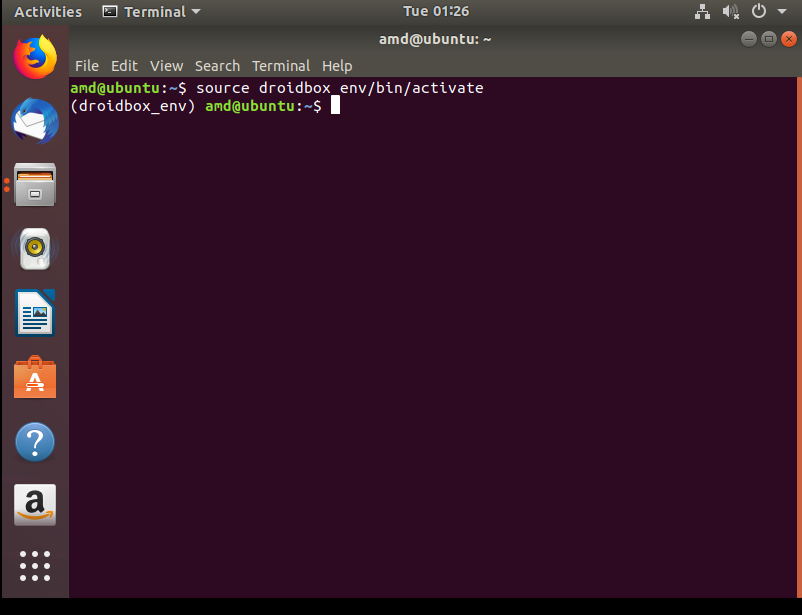 Activities Terminal Tue 01:26
amd@ubuntu: ~
File Edit View Search Terminal Help
amd@ubuntu:~$ source droidbox_env/bin/activate
(droidbox_env) amd@ubuntu:~$